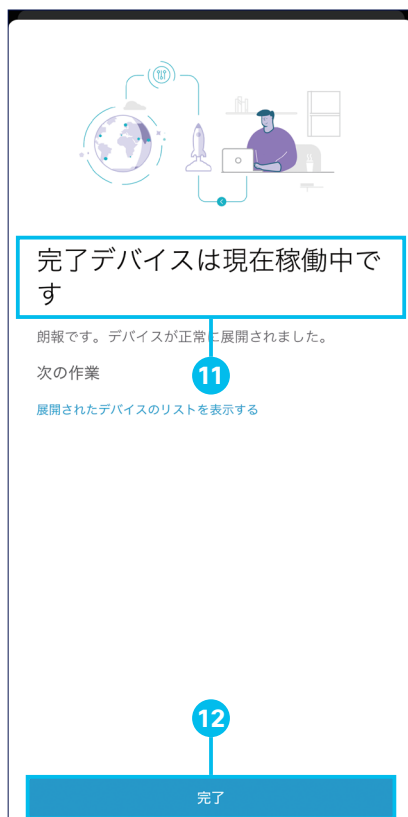 完了デバイスは現在稼働中で
す
朗報です。デバイスが正常に展開されました。
次の作業
11
展開されたデバイスのリストを表示する
12
完了